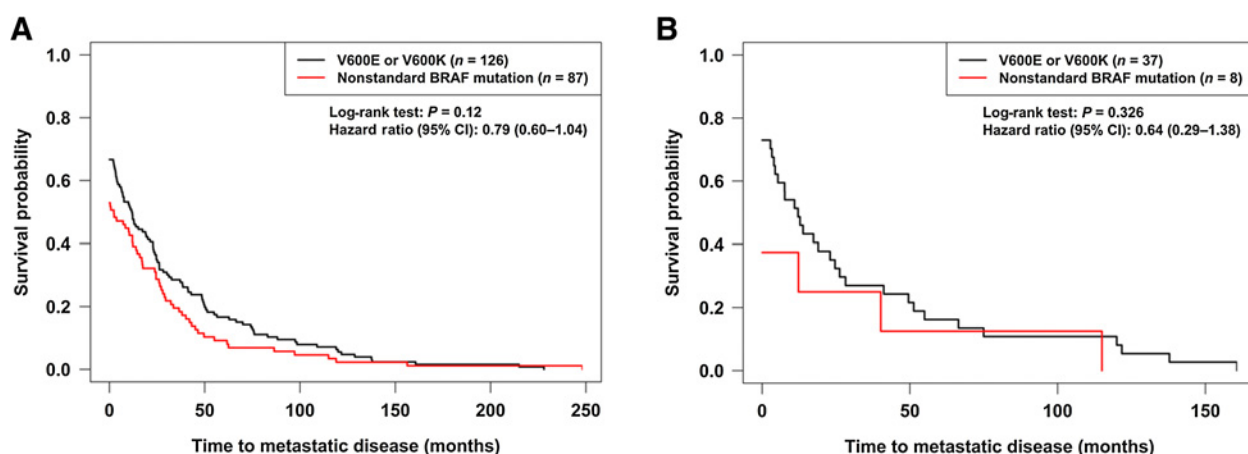 A
V600E or V600K (n = 126)
Nonstandard BRAF mutation (n = 87)
Log-rank test: P = 0.12
Hazard ratio (95% CI): 0.79 (0.60–1.04)
Survival probability
1.0
0.8
0.6
0.4
0.2
0.0
0 50 100 150 200 250
Time to metastatic disease (months)
B
V600E or V600K (n = 37)
Nonstandard BRAF mutation (n = 8)
Log-rank test: P = 0.326
Hazard ratio (95% CI): 0.64 (0.29–1.38)
Survival probability
1.0
0.8
0.6
0.4
0.2
0.0
0 50 100 150
Time to metastatic disease (months)